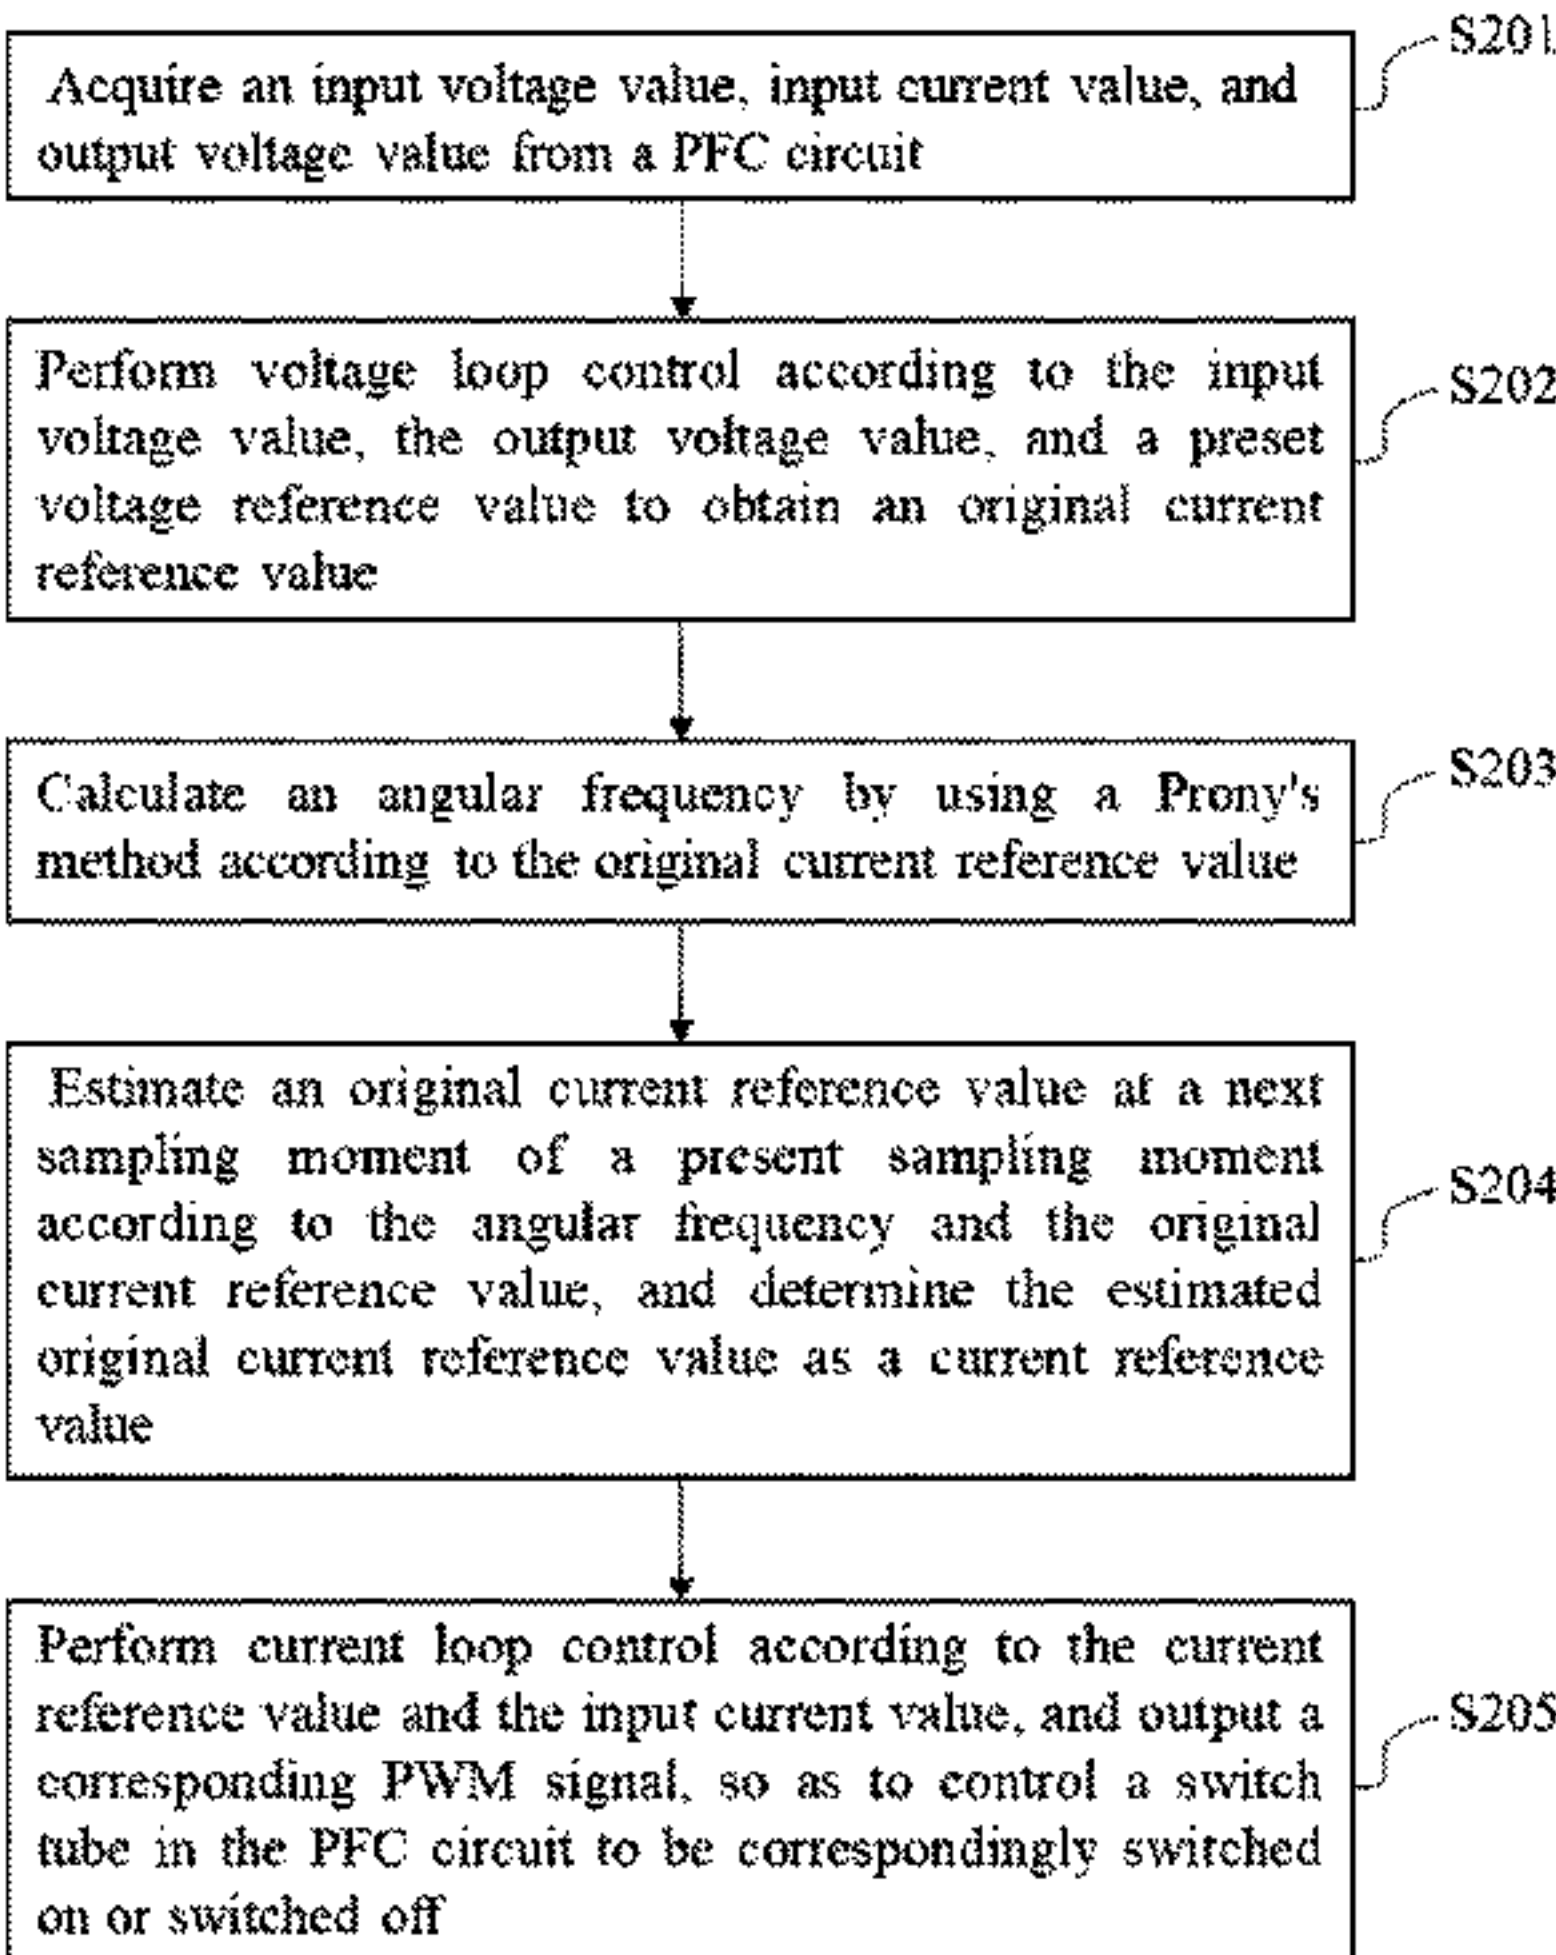 S201
Acquire an input voltage value, input current value, and
output voltage value from a PFC circuit
S202
Perform voltage loop control according to the input
voltage value, the output voltage value, and a preset
voltage reference value to obtain an original current
reference value
S203
Calculate an angular frequency by using a Prony's
method according to the original current reference value
S204
Estimate an original current reference value at a next
sampling moment of a present sampling moment
according to the angular frequency and the original
current reference value, and determine the estimated
original current reference value as a current reference
value
S205
Perform current loop control according to the current
reference value and the input current value, and output a
corresponding PWM signal, so as to control a switch
tube in the PFC circuit to be correspondingly switched
on or switched off